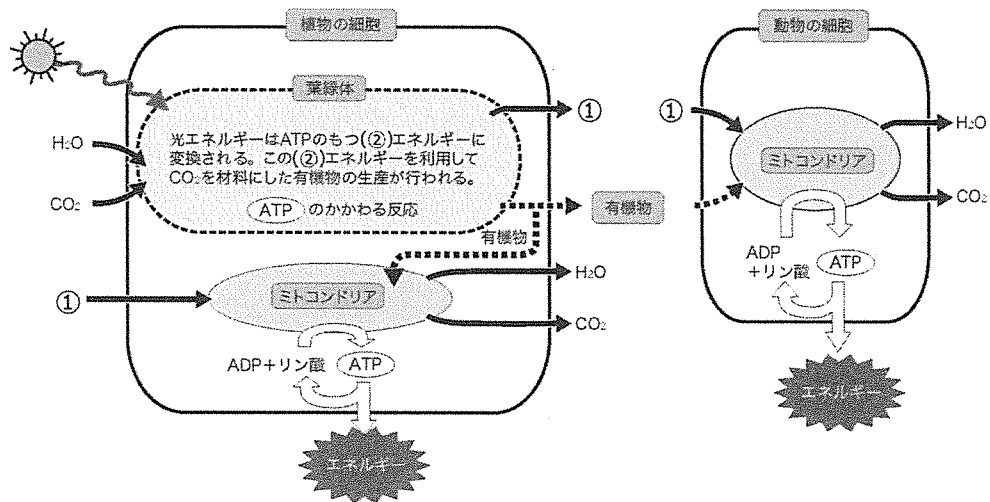 植物の細胞
葉緑体
H₂O
CO₂
光エネルギーはATPのもつ(②)エネルギーに
変換される。この(②)エネルギーを利用して
CO₂を材料にした有機物の生産が行われる。
ATP のかかわる反応
①
有機物
有機物
①
ミトコンドリア
H₂O
CO₂
ADP+リン酸
ATP
エネルギー
動物の細胞
①
ミトコンドリア
H₂O
CO₂
ADP
+リン酸
ATP
エネルギー